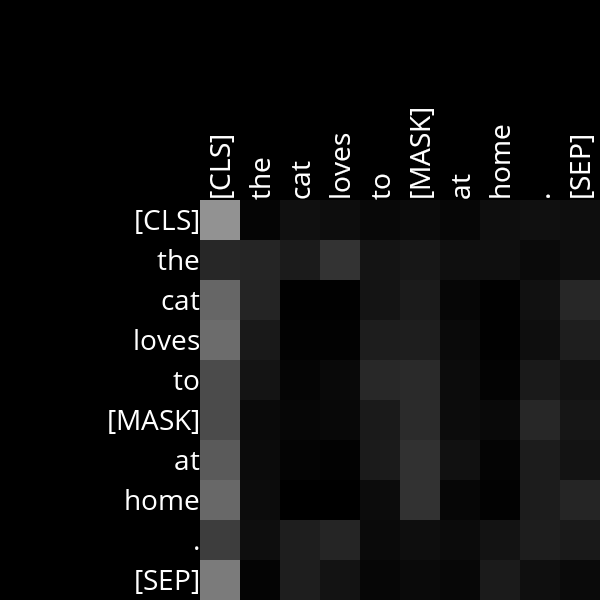 [CLS] the cat loves to [MASK] at home . [SEP]
[CLS]
the
cat
loves
to
[MASK]
at
home
.
[SEP]